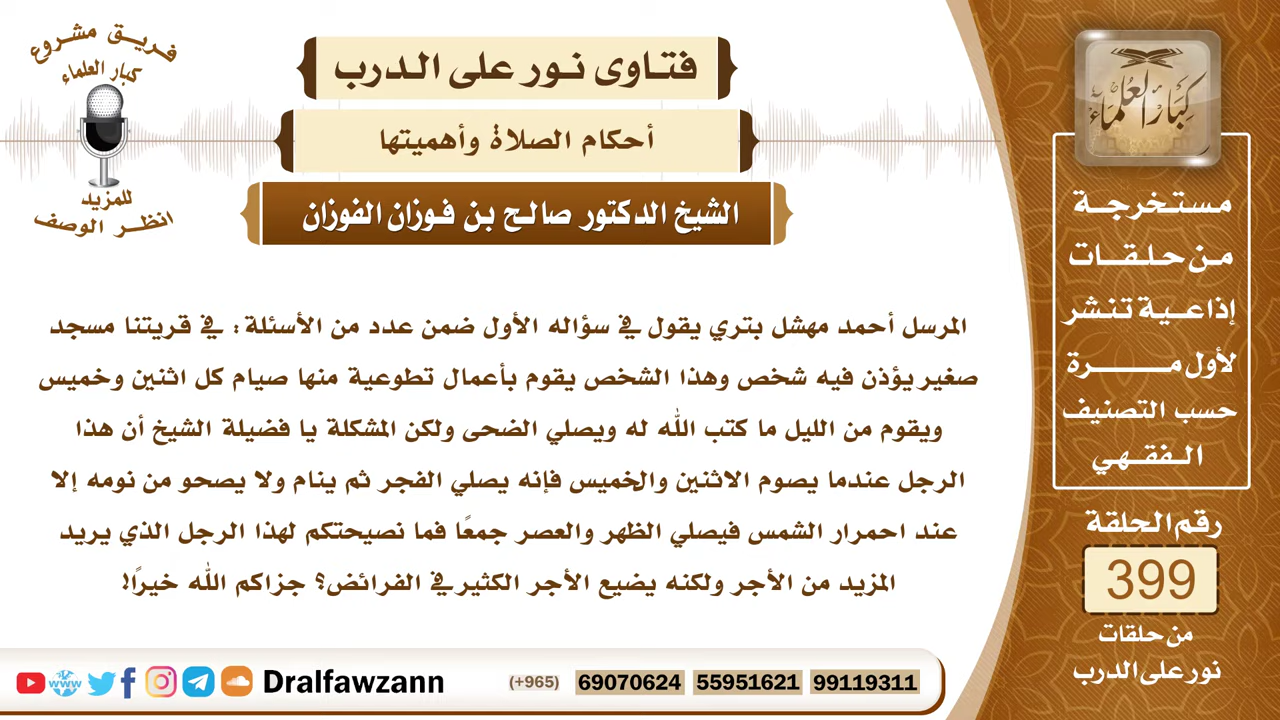 فريق مشروع
كبار العلماء
للمزيد
انظر الوصف
فتاوى نور على الدرب
أحكام الصلاة وأهميتها
الشيخ الدكتور صالح بن فوزان الفوزان
المرسل أحمد مهشل بتري يقول في سؤاله الأول ضمن عدد من الأسئلة: في قريتنا مسجد
صغير يؤذن فيه شخص وهذا الشخص يقوم بأعمال تطوعية منها صيام كل اثنين وخميس
ويقوم من الليل ما كتب الله له ويصلي الضحى ولكن المشكلة يا فضيلة الشيخ أن هذا
الرجل عندما يصوم الاثنين والخميس فإنه يصلي الفجر ثم ينام ولا يصحو من نومه إلا
عند احمرار الشمس فيصلي الظهر والعصر جمعًا فما نصيحتكم لهذا الرجل الذي يريد
المزيد من الأجر ولكنه يضيع الأجر الكثير في الفرائض؟ جزاكم الله خيرًا!
كبار العلماء
مستخرجة
من حلقات
إذاعية تنشر
لأول مرة
حسب التصنيف
الفقهي
رقم الحلقة
399
من حلقات
نور على الدرب
www Dralfawzann (+965) 69070624 55951621 99119311